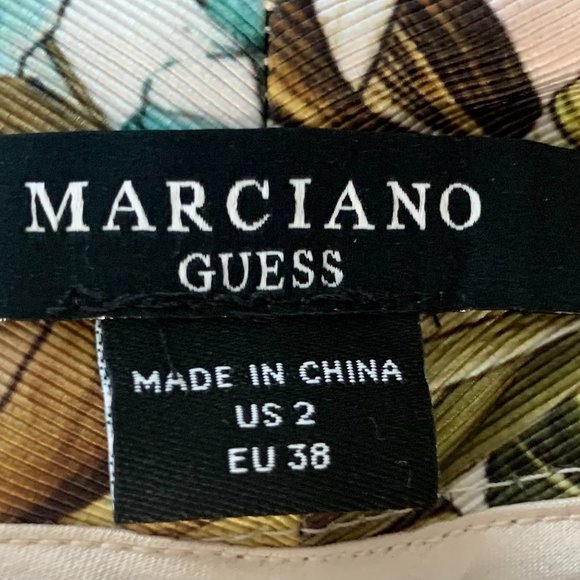 MARCIANO
GUESS
MADE IN CHINA
US 2
EU 38